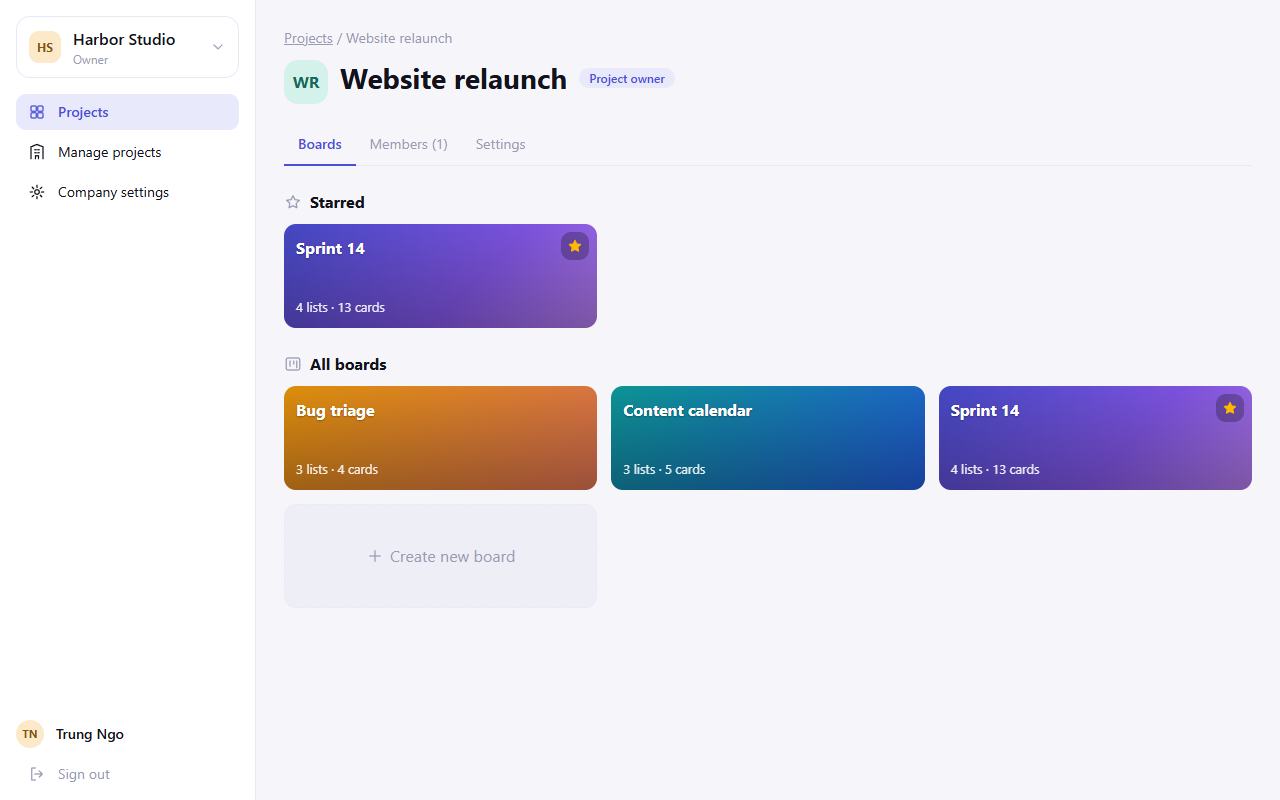 HS
Harbor Studio
Owner
Projects
Manage projects
Company settings
TN
Trung Ngo
Sign out
Projects / Website relaunch
WR
Website relaunch
Project owner
Boards
Members (1)
Settings
Starred
Sprint 14
4 lists · 13 cards
All boards
Bug triage
3 lists · 4 cards
Content calendar
3 lists · 5 cards
Sprint 14
4 lists · 13 cards
Create new board